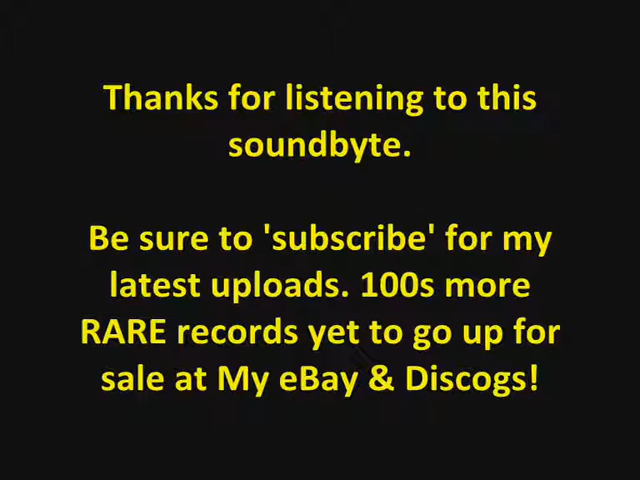 Thanks for listening to this
soundbyte.
Be sure to 'subscribe' for my
latest uploads. 100s more
RARE records yet to go up for
sale at My eBay & Discogs!